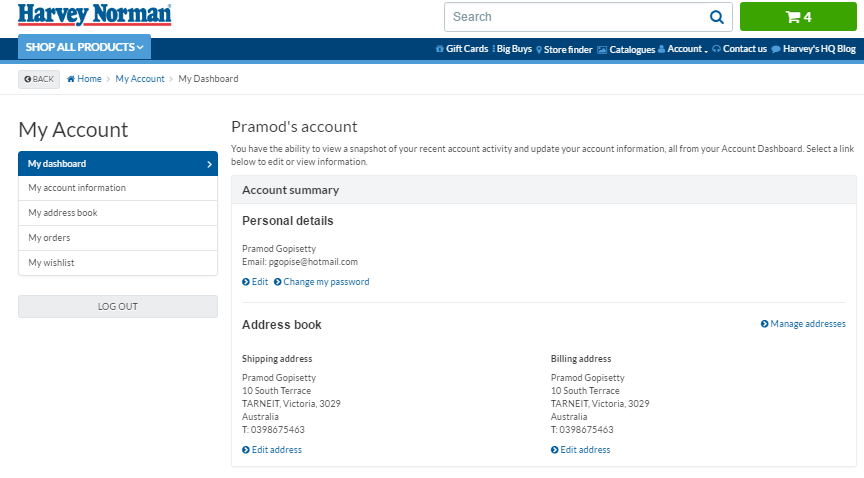 Harvey Norman
Search
4
SHOP ALL PRODUCTS
Gift Cards Big Buys Store finder Catalogues Account Contact us Harvey's HQ Blog
BACK Home My Account My Dashboard
My Account
My dashboard
My account information
My address book
My orders
My wishlist
LOG OUT
Pramod's account
You have the ability to view a snapshot of your recent account activity and update your account information, all from your Account Dashboard. Select a link
below to edit or view information.
Account summary
Personal details
Pramod Gopisetty
Email: pgopise@hotmail.com
Edit Change my password
Address book
Manage addresses
Shipping address
Pramod Gopisetty
10 South Terrace
TARNEIT, Victoria, 3029
Australia
T: 0398675463
Edit address
Billing address
Pramod Gopisetty
10 South Terrace
TARNEIT, Victoria, 3029
Australia
T: 0398675463
Edit address